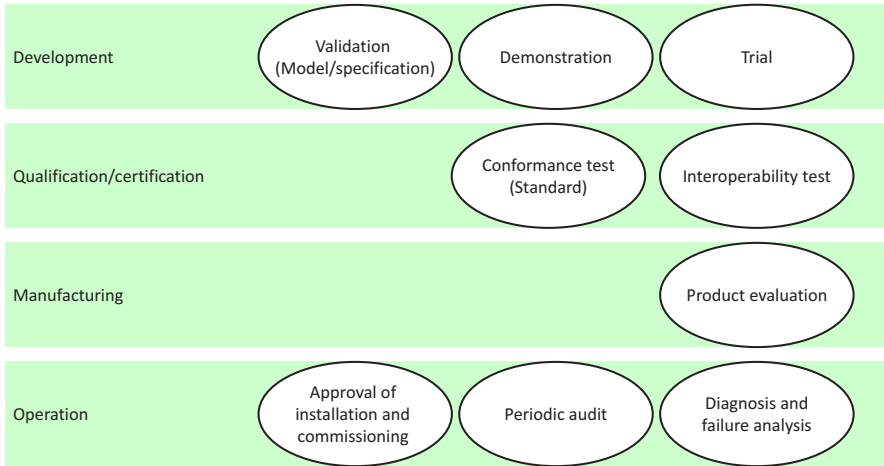 Development
Validation
(Model/specification)
Demonstration
Trial
Qualification/certification
Conformance test
(Standard)
Interoperability test
Manufacturing
Product evaluation
Operation
Approval of
installation and
commissioning
Periodic audit
Diagnosis and
failure analysis